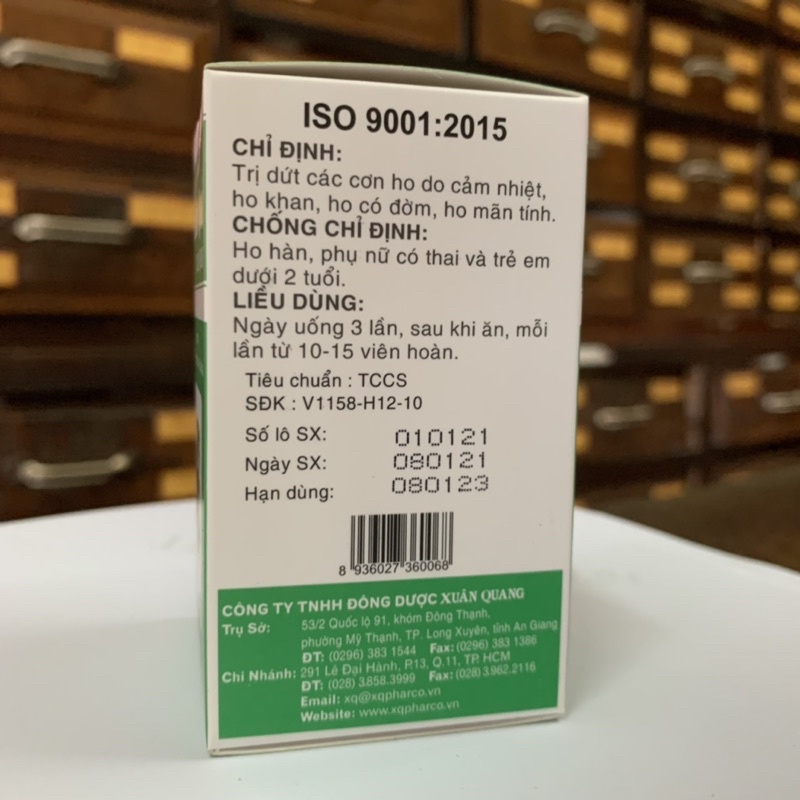 ISO 9001:2015
CHỈ ĐỊNH:
Trị dứt các cơn ho do cảm nhiệt,
ho khan, ho có đờm, ho mãn tính.
CHỐNG CHỈ ĐỊNH:
Ho hàn, phụ nữ có thai và trẻ em
dưới 2 tuổi.
LIỀU DÙNG:
Ngày uống 3 lần, sau khi ăn, mỗi
lần từ 10-15 viên hoàn.
Tiêu chuẩn : TCCS
SĐK : V1158-H12-10
Số lô SX: 010121
Ngày SX: 080121
Hạn dùng: 080123
8 936027 360068
CÔNG TY TNHH ĐÔNG DƯỢC XUÂN QUANG
Trụ Sở: 53/2 Quốc lộ 91, khóm Đông Thạnh,
phường Mỹ Thạnh, TP. Long Xuyên, tỉnh An Giang
ĐT: (0296) 383 1544 Fax: (0296) 383 1386
Chi Nhánh: 291 Lê Đại Hành, P.13, Q.11, TP. HCM
ĐT: (028) 3.858.3999 Fax: (028) 3.962.2116
Email: xq@xqpharco.vn
Website: www.xqpharco.vn